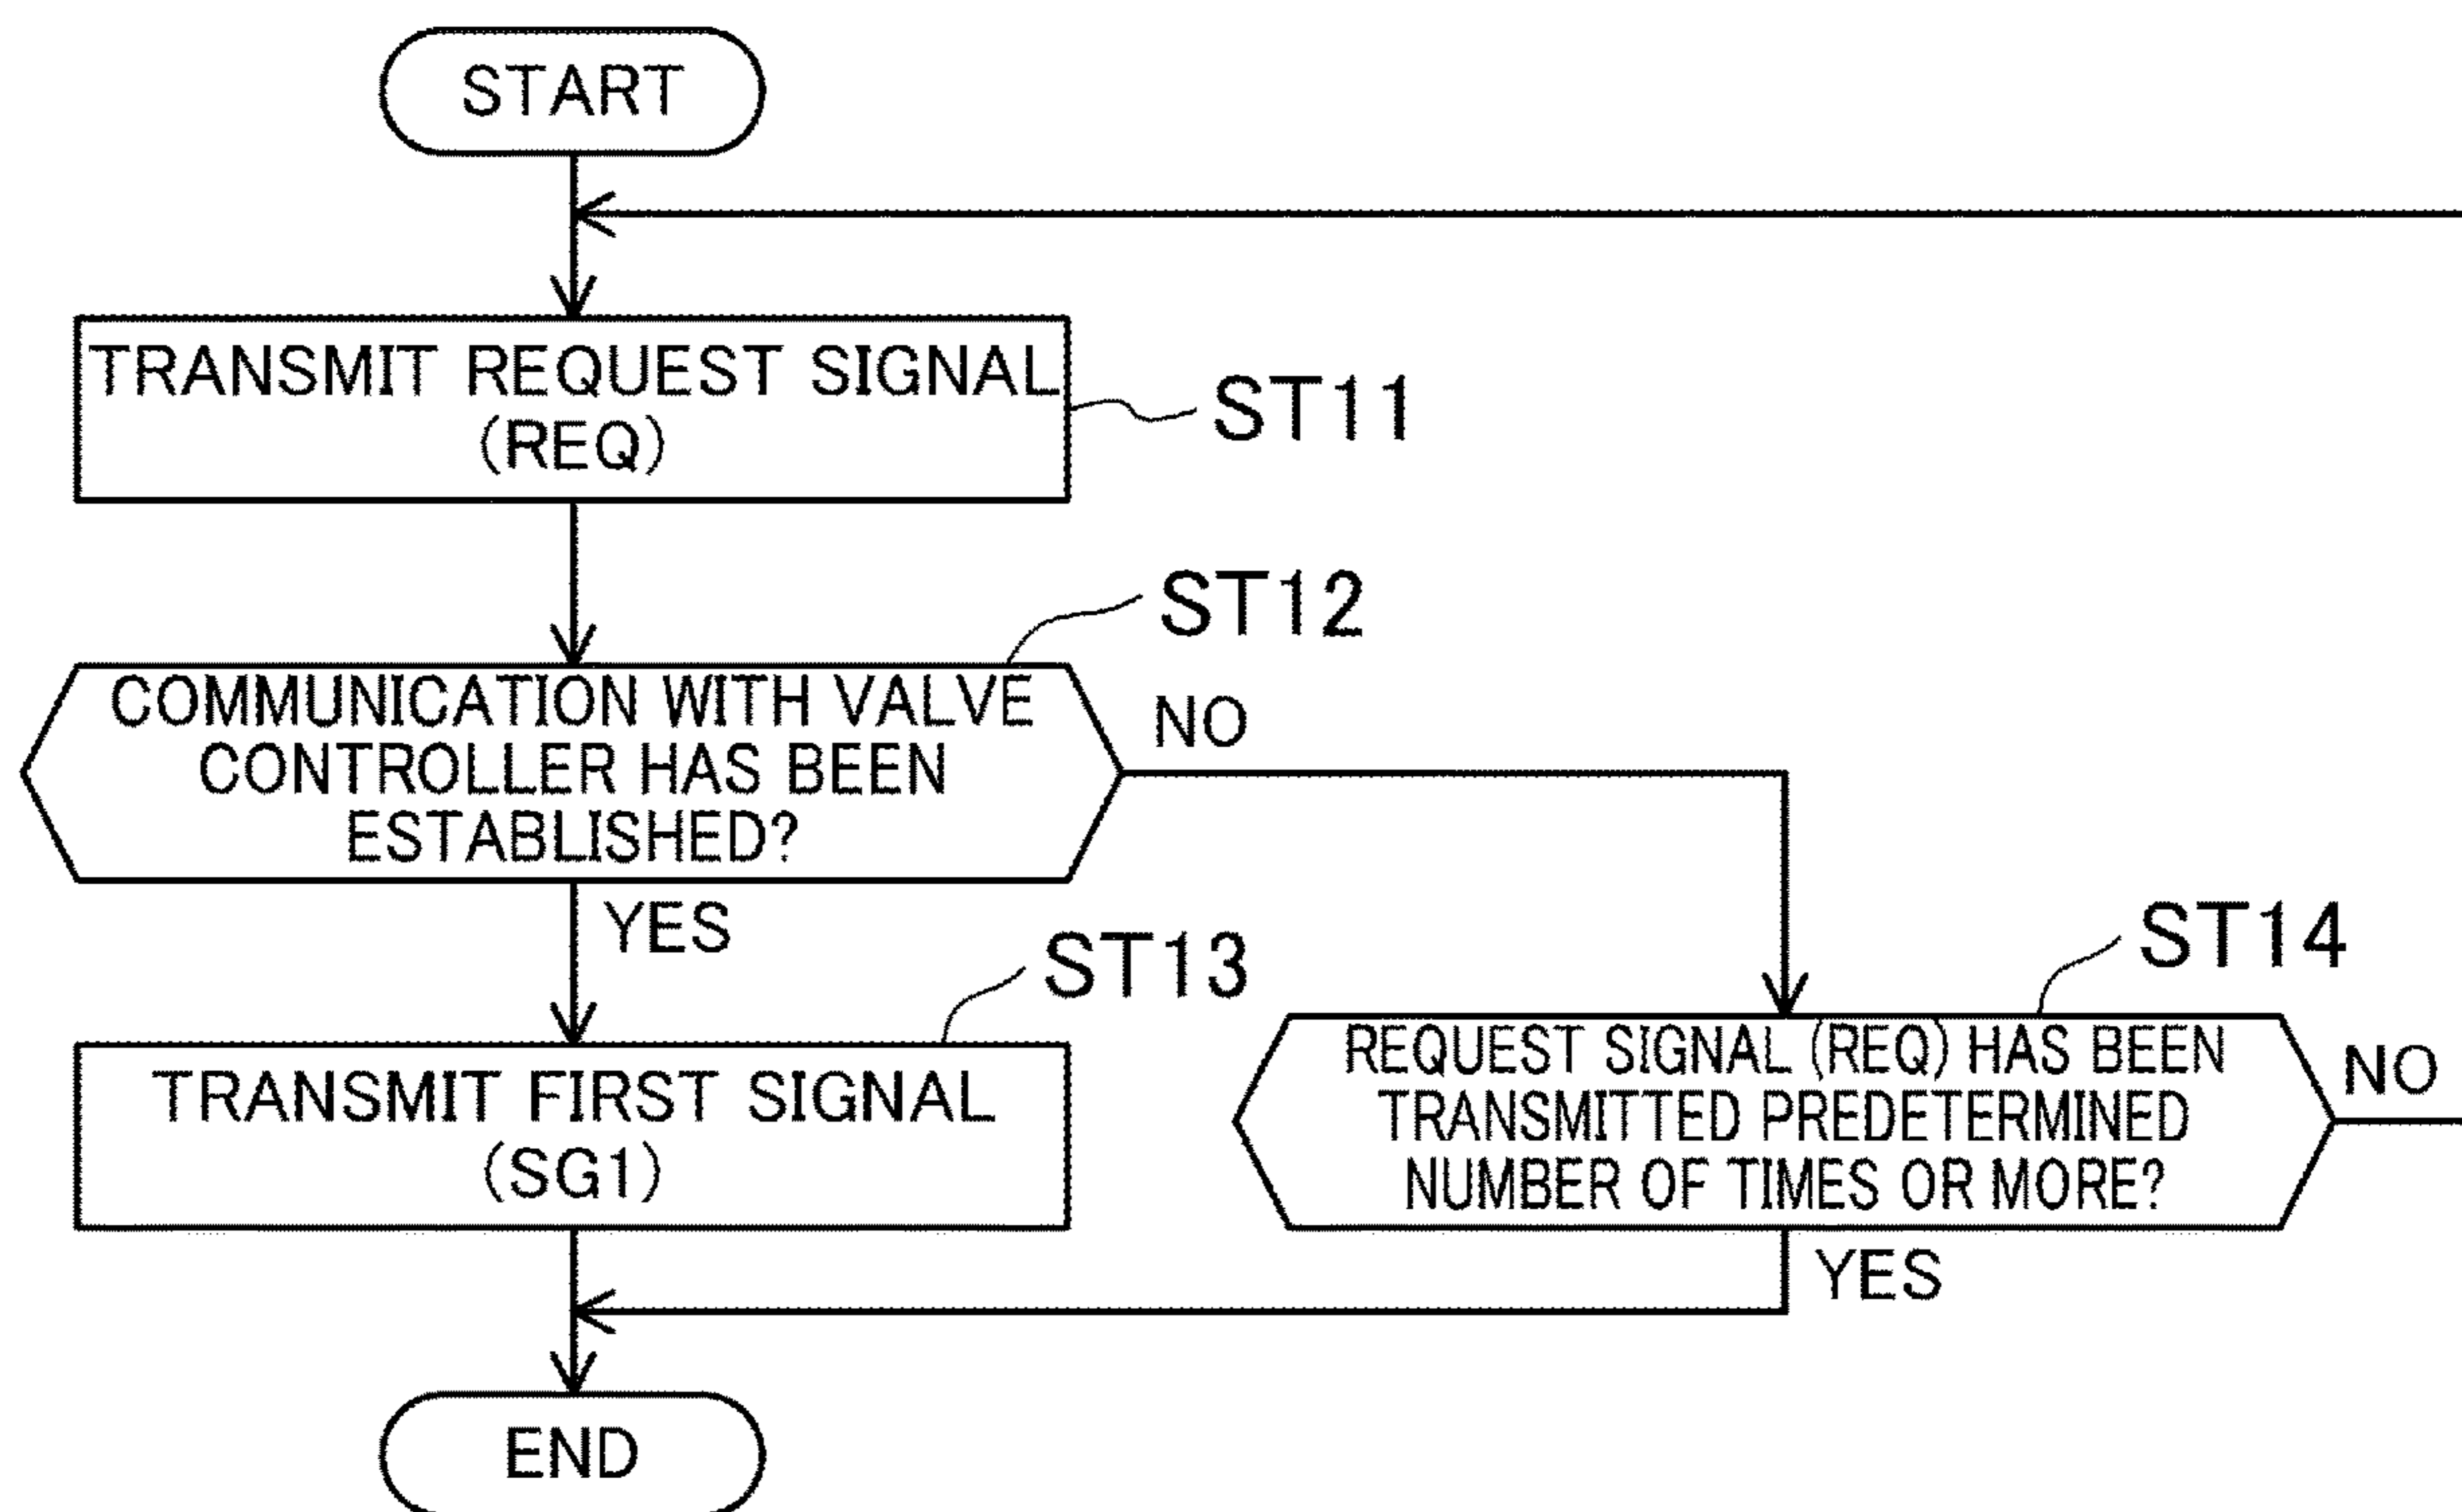 START
TRANSMIT REQUEST SIGNAL
(REQ)
ST11
ST12
COMMUNICATION WITH VALVE
CONTROLLER HAS BEEN
ESTABLISHED?
NO
YES
ST13
TRANSMIT FIRST SIGNAL
(SG1)
ST14
REQUEST SIGNAL (REQ) HAS BEEN
TRANSMITTED PREDETERMINED
NUMBER OF TIMES OR MORE?
NO
YES
END